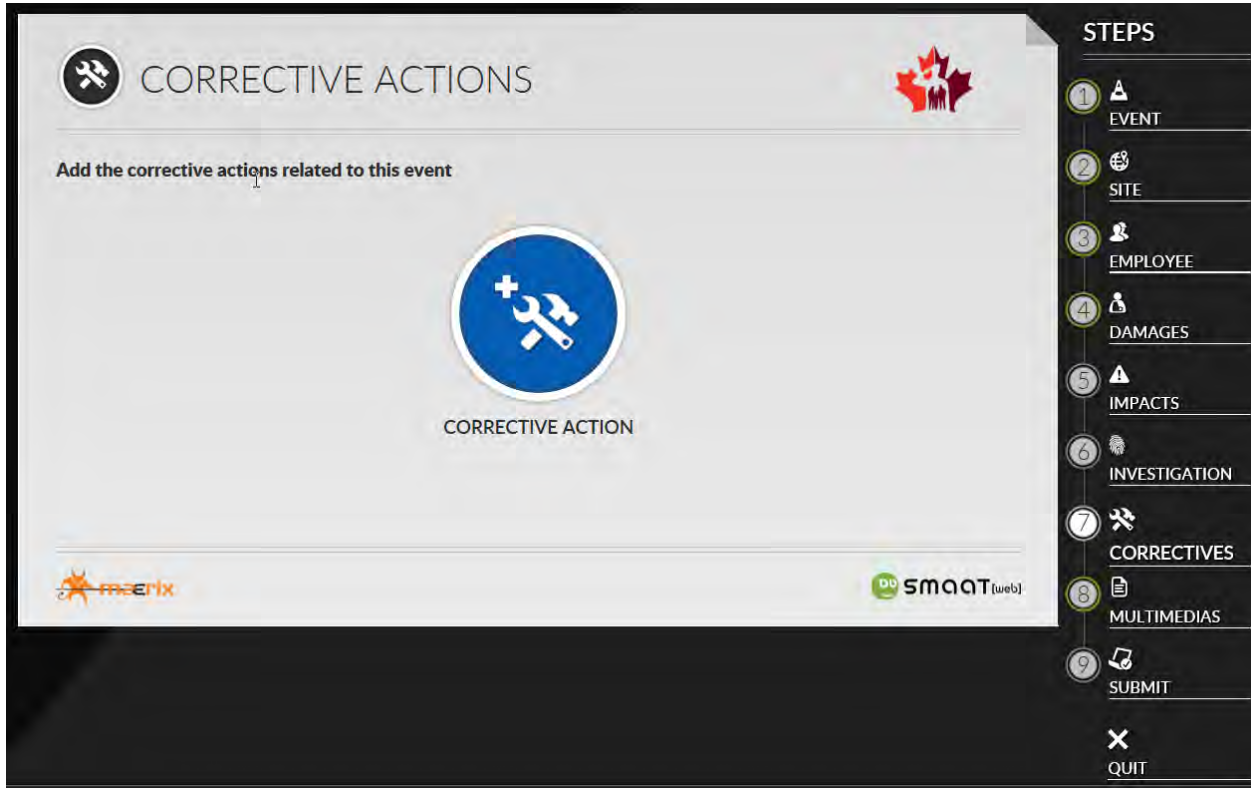 CORRECTIVE ACTIONS
Add the corrective actions related to this event
CORRECTIVE ACTION
maerix
SMAAT[web]
STEPS
1
EVENT
2
SITE
3
EMPLOYEE
4
DAMAGES
5
IMPACTS
6
INVESTIGATION
7
CORRECTIVES
8
MULTIMEDIAS
9
SUBMIT
QUIT